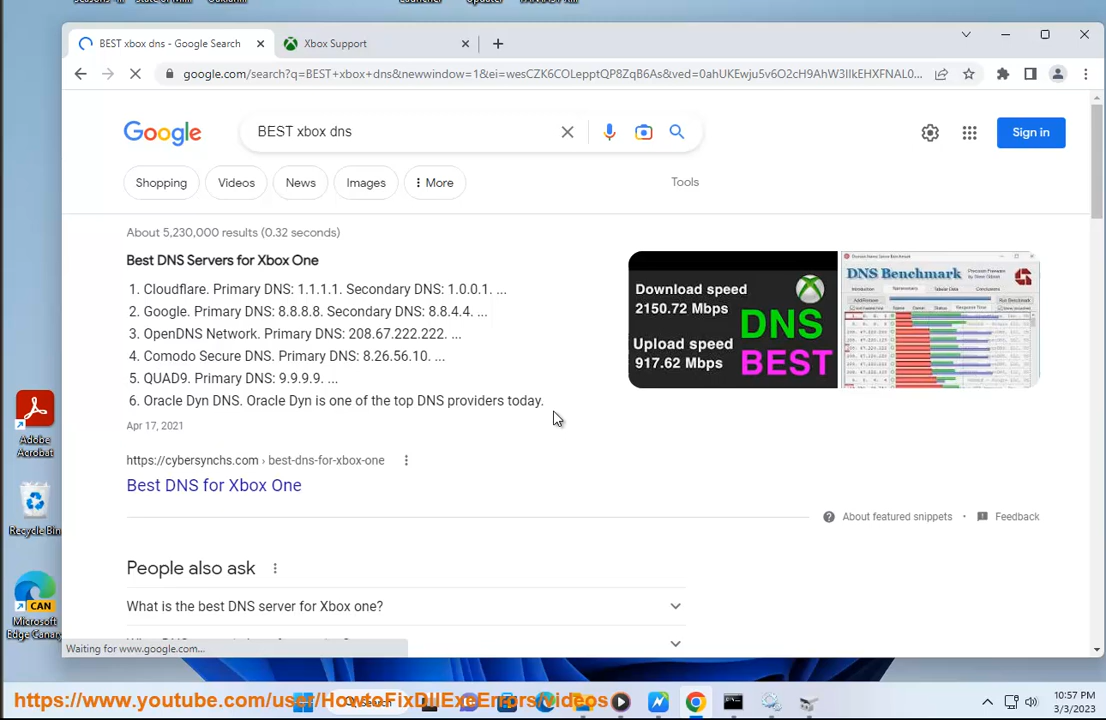 BEST xbox dns - Google Search
Xbox Support
google.com/search?q=BEST+xbox+dns&newwindow=1&ei=wesCZK6COLepptQP8ZqB6As&ved=0ahUKEwju5v6O2cH9AhW3IIkEHXFNAL0...
Google
BEST xbox dns
Sign in
Shopping
Videos
News
Images
More
Tools
About 5,230,000 results (0.32 seconds)
Best DNS Servers for Xbox One
1. Cloudflare. Primary DNS: 1.1.1.1. Secondary DNS: 1.0.0.1. ...
2. Google. Primary DNS: 8.8.8.8. Secondary DNS: 8.8.4.4. ...
3. OpenDNS Network. Primary DNS: 208.67.222.222. ...
4. Comodo Secure DNS. Primary DNS: 8.26.56.10. ...
5. QUAD9. Primary DNS: 9.9.9.9. ...
6. Oracle Dyn DNS. Oracle Dyn is one of the top DNS providers today.
Apr 17, 2021
Download speed
2150.72 Mbps
DNS
Upload speed
917.62 Mbps
BEST
DNS Benchmark
https://cybersynchs.com › best-dns-for-xbox-one
Best DNS for Xbox One
About featured snippets
Feedback
People also ask
What is the best DNS server for Xbox one?
Waiting for www.google.com...
Adobe
Acrobat
Recycle Bin
CAN
Microsoft
Edge Canary
https://www.youtube.com/user/HowtoFixDllExeErrors/videos
10:57 PM
3/3/2023